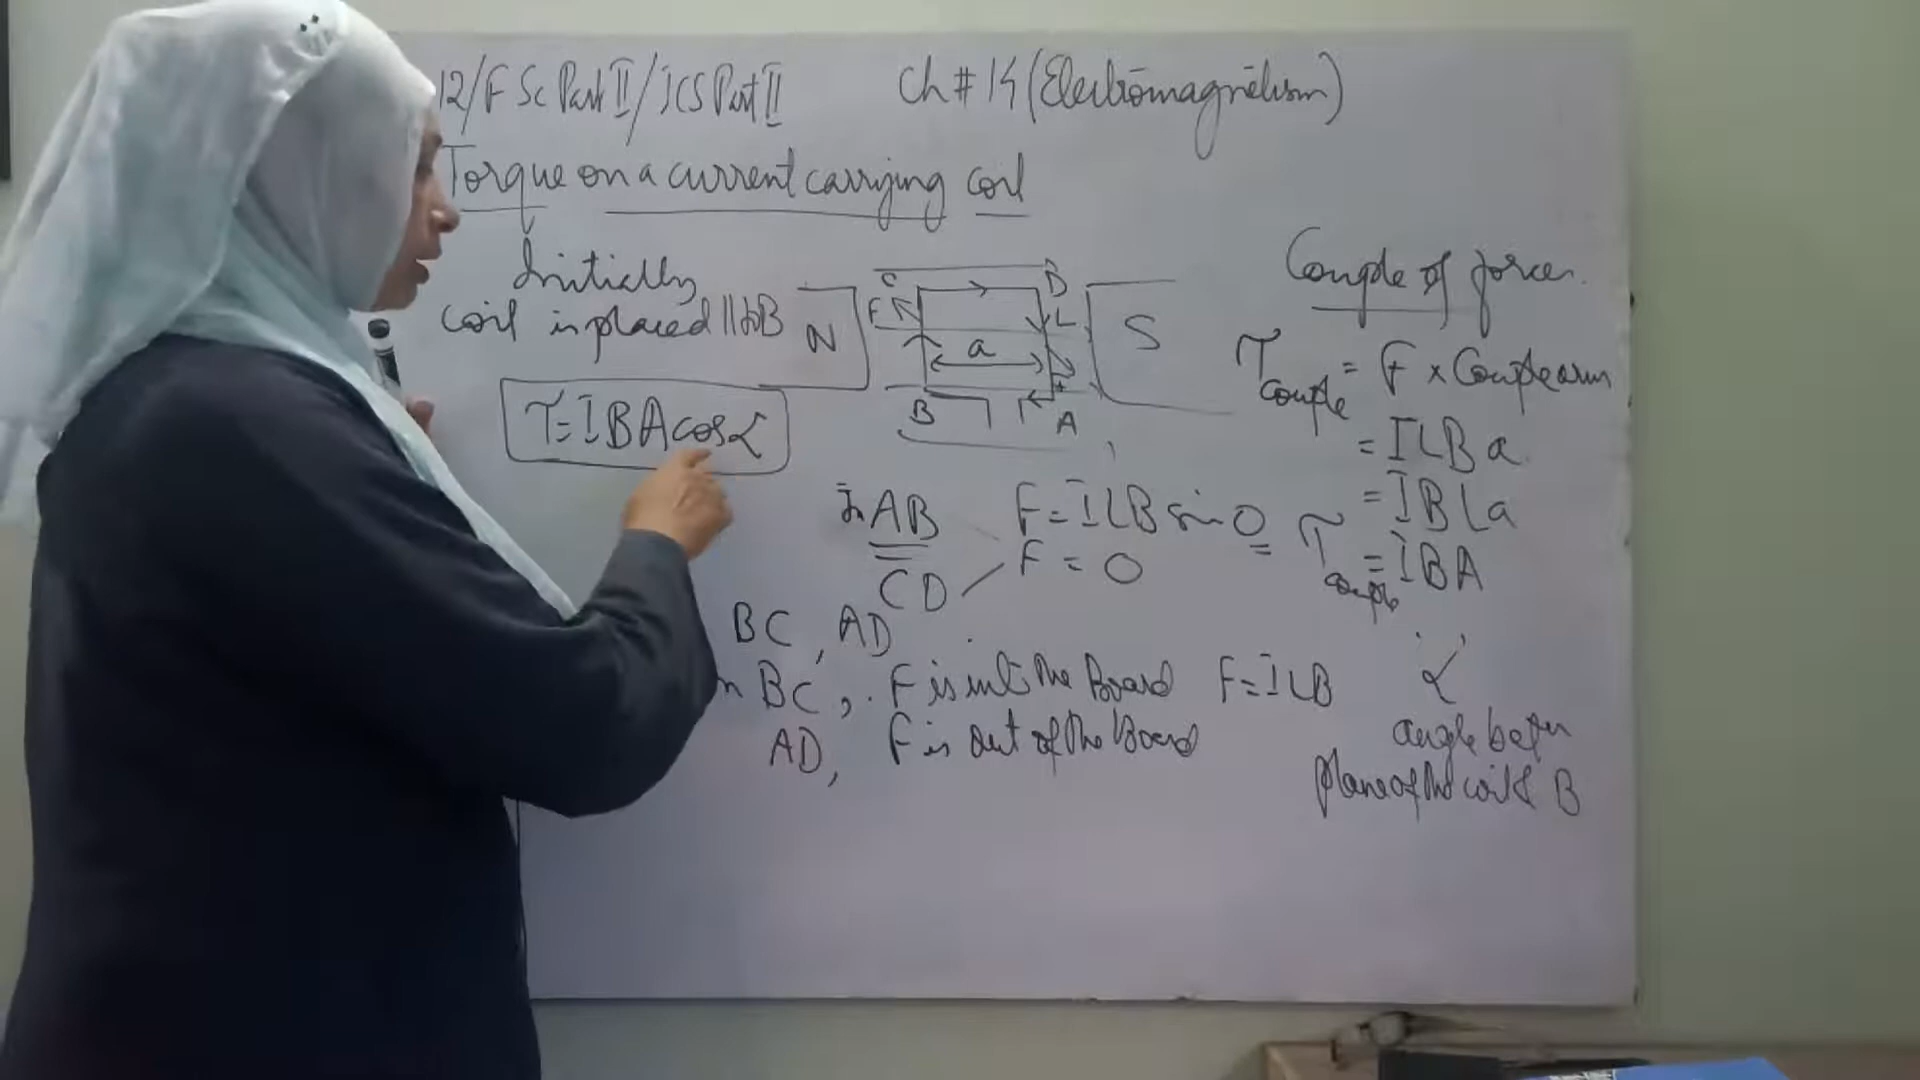 12/F Sc Part II/ICS Part II
Ch # 14 (Electromagnetism)
Torque on a current carrying coil
Initially
coil is placed || to B
τ = IBA cos α
N
S
C
D
F
L
a
B
A
Couple of forces.
τ couple = F × Couple arm
= ILB a
= IBLa
τ couple = IBA
In AB
F = ILB sin 0
F = 0
CD
BC, AD
BC, F is into the Board F = ILB
AD, F is out of the Board
α
angle betn
plane of the coil & B